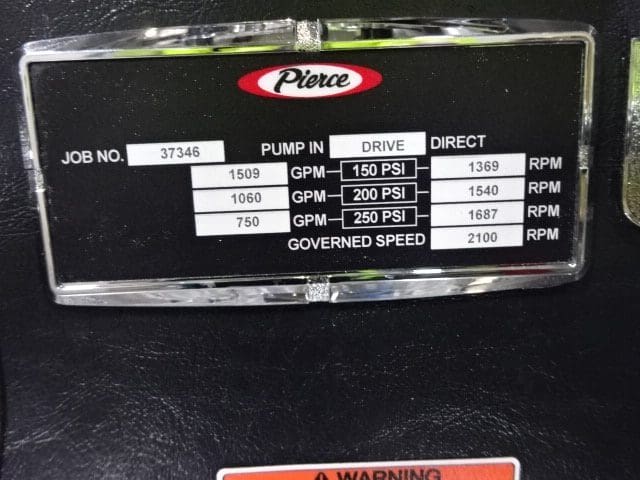 Pierce
JOB NO. 37346 PUMP IN DRIVE DIRECT
1509 GPM 150 PSI 1369 RPM
1060 GPM 200 PSI 1540 RPM
750 GPM 250 PSI 1687 RPM
GOVERNED SPEED 2100 RPM
WARNING